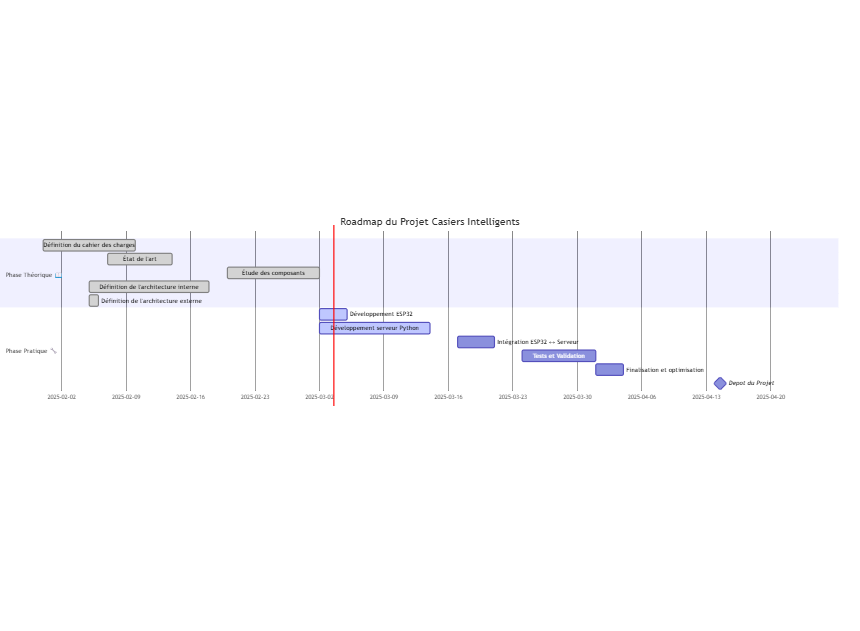 Roadmap du Projet Casiers Intelligents
Définition du cahier des charges
État de l'art
Étude des composants
Phase Théorique
Définition de l'architecture interne
Définition de l'architecture externe
Développement ESP32
Développement serveur Python
Intégration ESP32 ↔ Serveur
Phase Pratique
Tests et Validation
Finalisation et optimisation
Depot du Projet
2025-02-02 2025-02-09 2025-02-16 2025-02-23 2025-03-02 2025-03-09 2025-03-16 2025-03-23 2025-03-30 2025-04-06 2025-04-13 2025-04-20